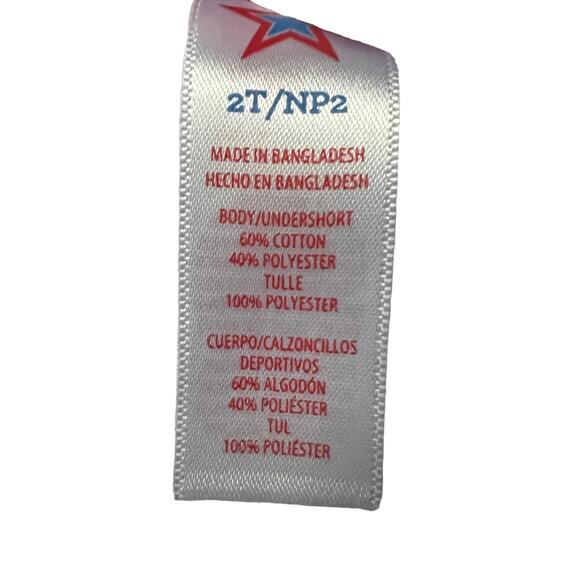 2T/NP2
MADE IN BANGLADESH
HECHO EN BANGLADESH
BODY/UNDERSHORT
60% COTTON
40% POLYESTER
TULLE
100% POLYESTER
CUERPO/CALZONCILLOS
DEPORTIVOS
60% ALGODÓN
40% POLIÉSTER
TUL
100% POLIÉSTER